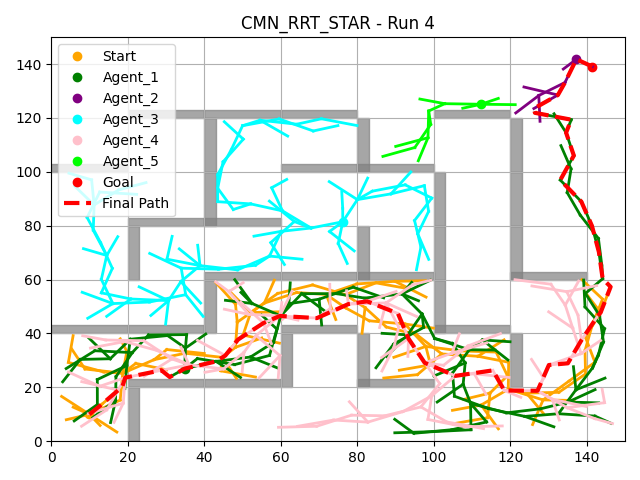 CMN_RRT_STAR - Run 4
Start
Agent_1
Agent_2
Agent_3
Agent_4
Agent_5
Goal
Final Path
140
120
100
80
60
40
20
0
0 20 40 60 80 100 120 140